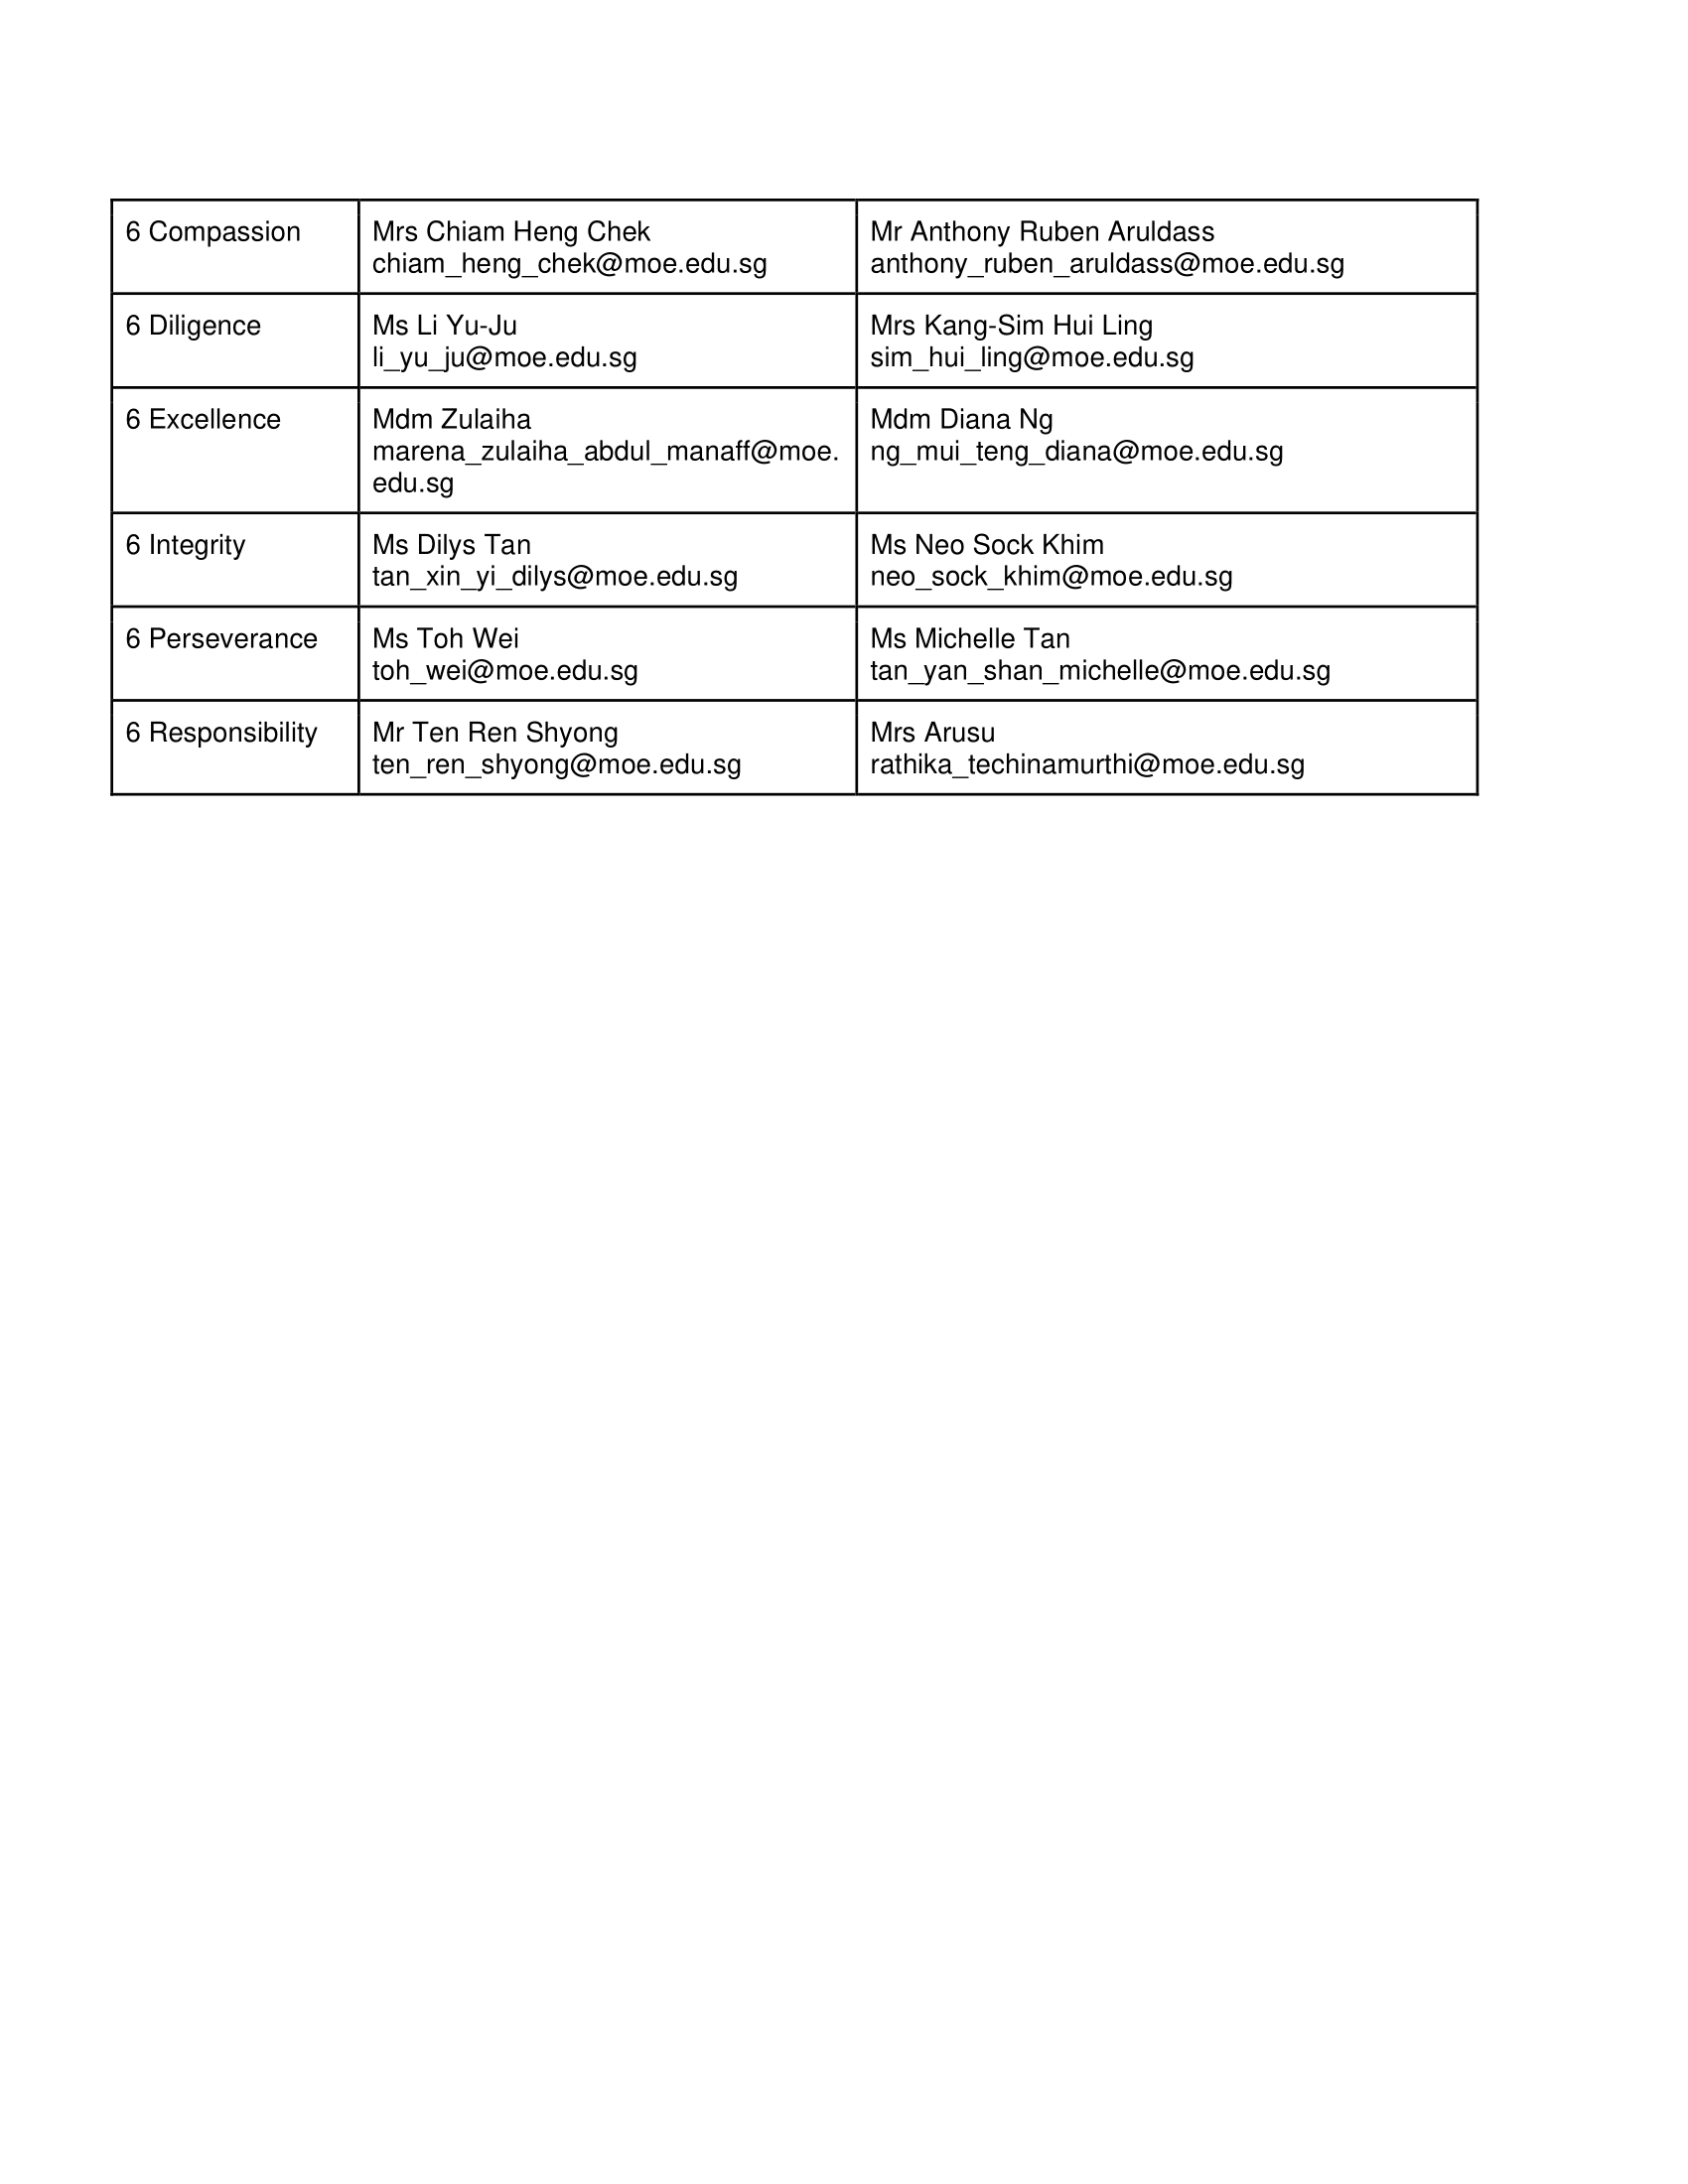 6 Compassion
Mrs Chiam Heng Chek
chiam_heng_chek@moe.edu.sg
Mr Anthony Ruben Aruldass
anthony_ruben_aruldass@moe.edu.sg
6 Diligence
Ms Li Yu-Ju
li_yu_ju@moe.edu.sg
Mrs Kang-Sim Hui Ling
sim_hui_ling@moe.edu.sg
6 Excellence
Mdm Zulaiha
marena_zulaiha_abdul_manaff@moe.
edu.sg
Mdm Diana Ng
ng_mui_teng_diana@moe.edu.sg
6 Integrity
Ms Dilys Tan
tan_xin_yi_dilys@moe.edu.sg
Ms Neo Sock Khim
neo_sock_khim@moe.edu.sg
6 Perseverance
Ms Toh Wei
toh_wei@moe.edu.sg
Ms Michelle Tan
tan_yan_shan_michelle@moe.edu.sg
6 Responsibility
Mr Ten Ren Shyong
ten_ren_shyong@moe.edu.sg
Mrs Arusu
rathika_techinamurthi@moe.edu.sg